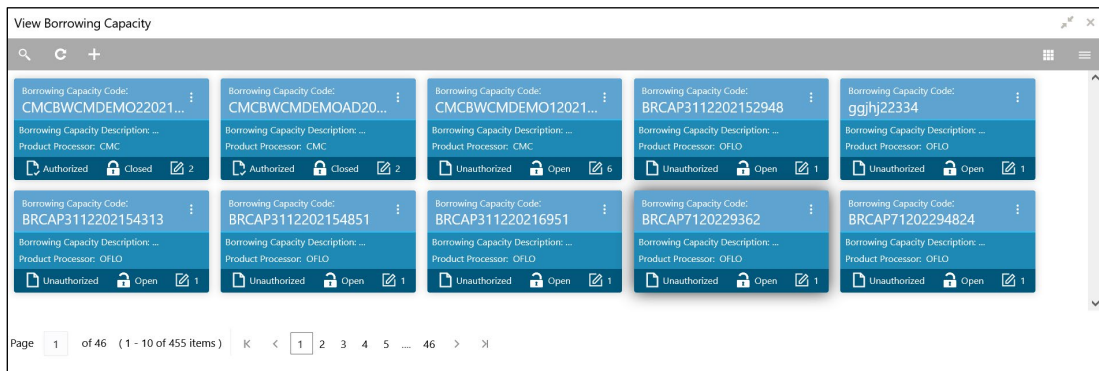 View Borrowing Capacity
Borrowing Capacity Code:
CMCBWCMDEMO22021...
Borrowing Capacity Description: ...
Product Processor: CMC
Authorized Closed 2
Borrowing Capacity Code:
CMCBWCMDEMOAD20...
Borrowing Capacity Description: ...
Product Processor: CMC
Authorized Closed 2
Borrowing Capacity Code:
CMCBWCMDEMO12021...
Borrowing Capacity Description: ...
Product Processor: CMC
Unauthorized Open 6
Borrowing Capacity Code:
BRCAP3112202152948
Borrowing Capacity Description: ...
Product Processor: OFLO
Unauthorized Open 1
Borrowing Capacity Code:
ggjhj22334
Borrowing Capacity Description: ...
Product Processor: OFLO
Unauthorized Open 1
Borrowing Capacity Code:
BRCAP3112202154313
Borrowing Capacity Description: ...
Product Processor: OFLO
Unauthorized Open 1
Borrowing Capacity Code:
BRCAP3112202154851
Borrowing Capacity Description: ...
Product Processor: OFLO
Unauthorized Open 1
Borrowing Capacity Code:
BRCAP311220216951
Borrowing Capacity Description: ...
Product Processor: OFLO
Unauthorized Open 1
Borrowing Capacity Code:
BRCAP7120229362
Borrowing Capacity Description: ...
Product Processor: OFLO
Unauthorized Open 1
Borrowing Capacity Code:
BRCAP71202294824
Borrowing Capacity Description: ...
Product Processor: OFLO
Unauthorized Open 1
Page 1 of 46 ( 1 - 10 of 455 items ) 1 2 3 4 5 .... 46